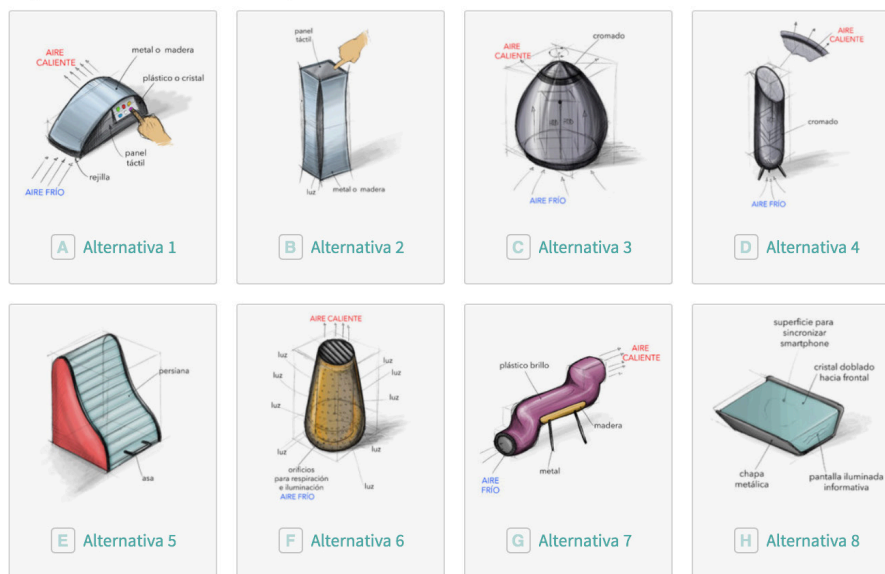 AIRE
CALIENTE
metal o madera
plástico o cristal
panel
táctil
rejilla
AIRE FRÍO
A Alternativa 1
panel
táctil
luz
metal o madera
B Alternativa 2
AIRE
CALIENTE
cromado
AIRE FRÍO
C Alternativa 3
AIRE
CALIENTE
cromado
AIRE FRÍO
D Alternativa 4
persiana
asa
E Alternativa 5
AIRE CALIENTE
luz
luz
luz
luz
luz
luz
luz
luz
orificios
para respiración
e iluminación
AIRE FRÍO
luz
F Alternativa 6
AIRE
CALIENTE
plástico brillo
madera
metal
AIRE
FRÍO
G Alternativa 7
superficie para
sincronizar
smartphone
cristal doblado
hacia frontal
chapa
metálica
pantalla iluminada
informativa
H Alternativa 8